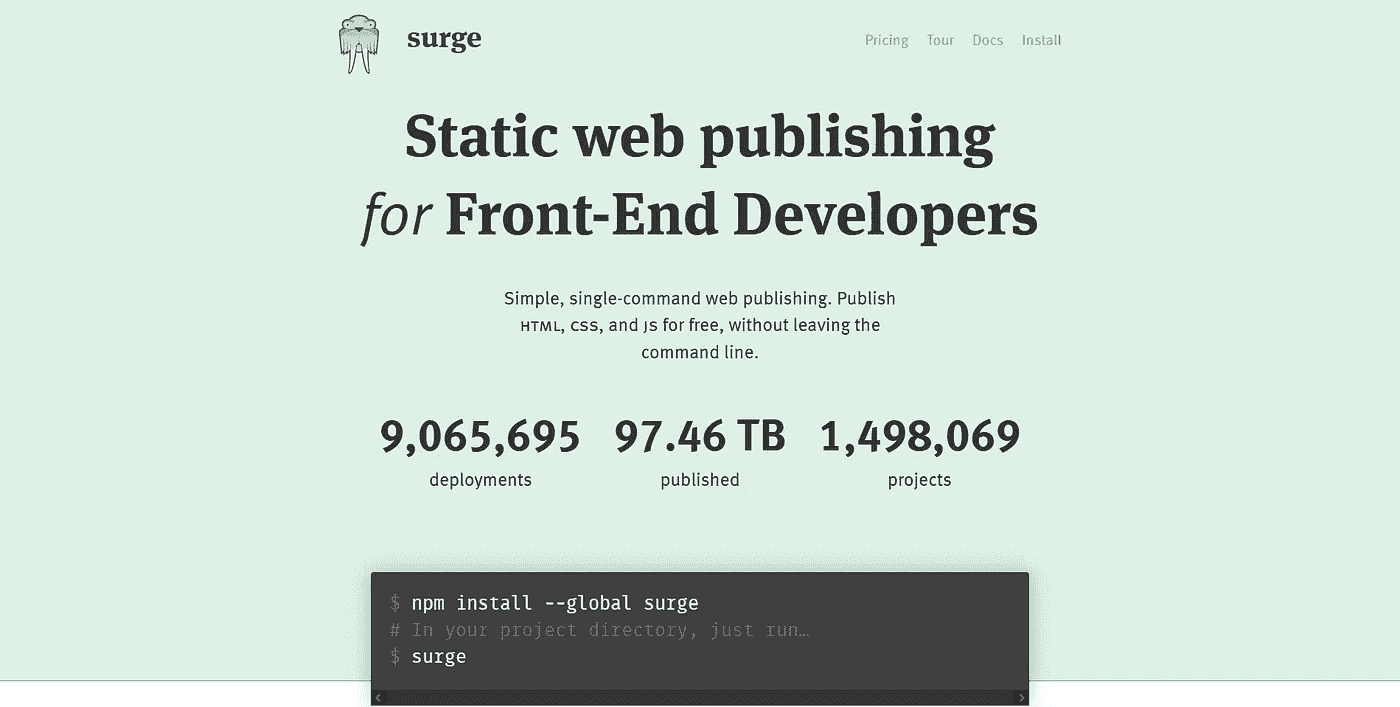 surge
Pricing Tour Docs Install
Static web publishing
for Front-End Developers
Simple, single-command web publishing. Publish
HTML, CSS, and JS for free, without leaving the
command line.
9,065,695 97.46 TB 1,498,069
deployments published projects
$ npm install --global surge
# In your project directory, just run…
$ surge